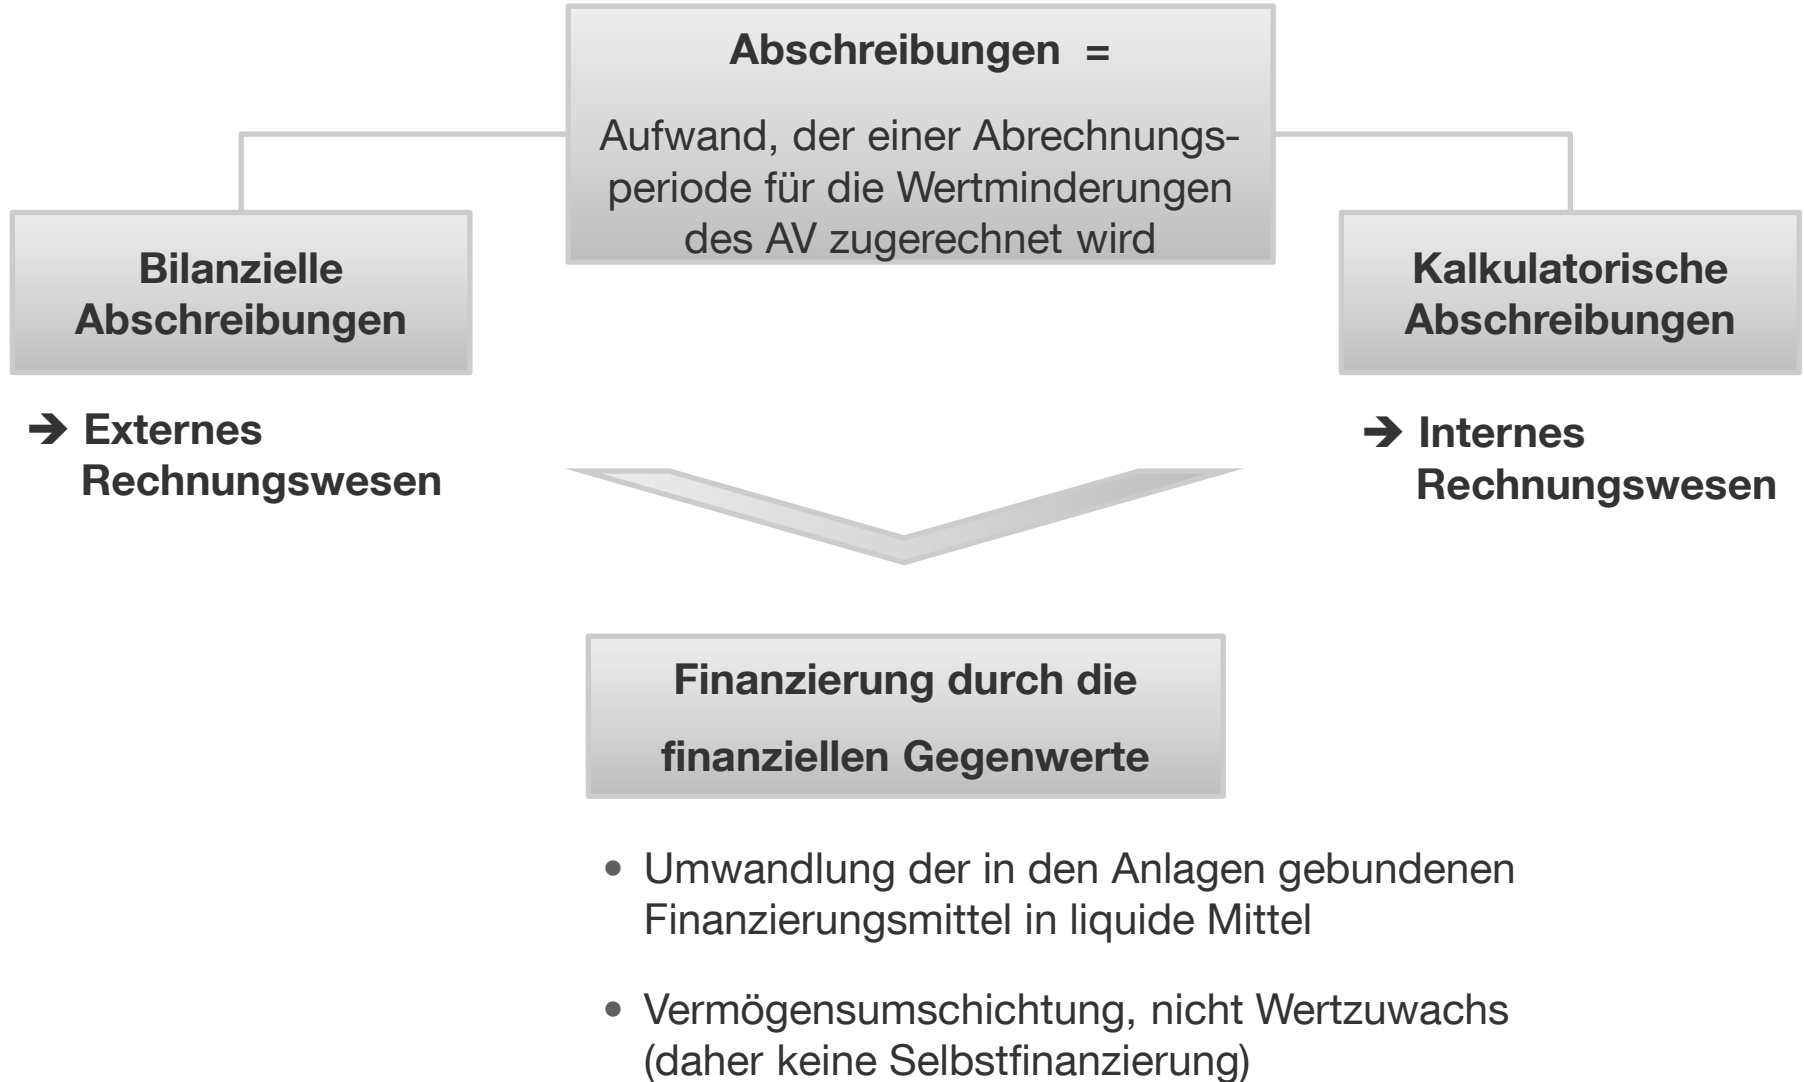 Abschreibungen =
Aufwand, der einer Abrechnungs-
periode für die Wertminderungen
des AV zugerechnet wird
Bilanzielle
Abschreibungen
➔ Externes
Rechnungswesen
Kalkulatorische
Abschreibungen
➔ Internes
Rechnungswesen
Finanzierung durch die
finanziellen Gegenwerte
• Umwandlung der in den Anlagen gebundenen
Finanzierungsmittel in liquide Mittel
• Vermögensumschichtung, nicht Wertzuwachs
(daher keine Selbstfinanzierung)